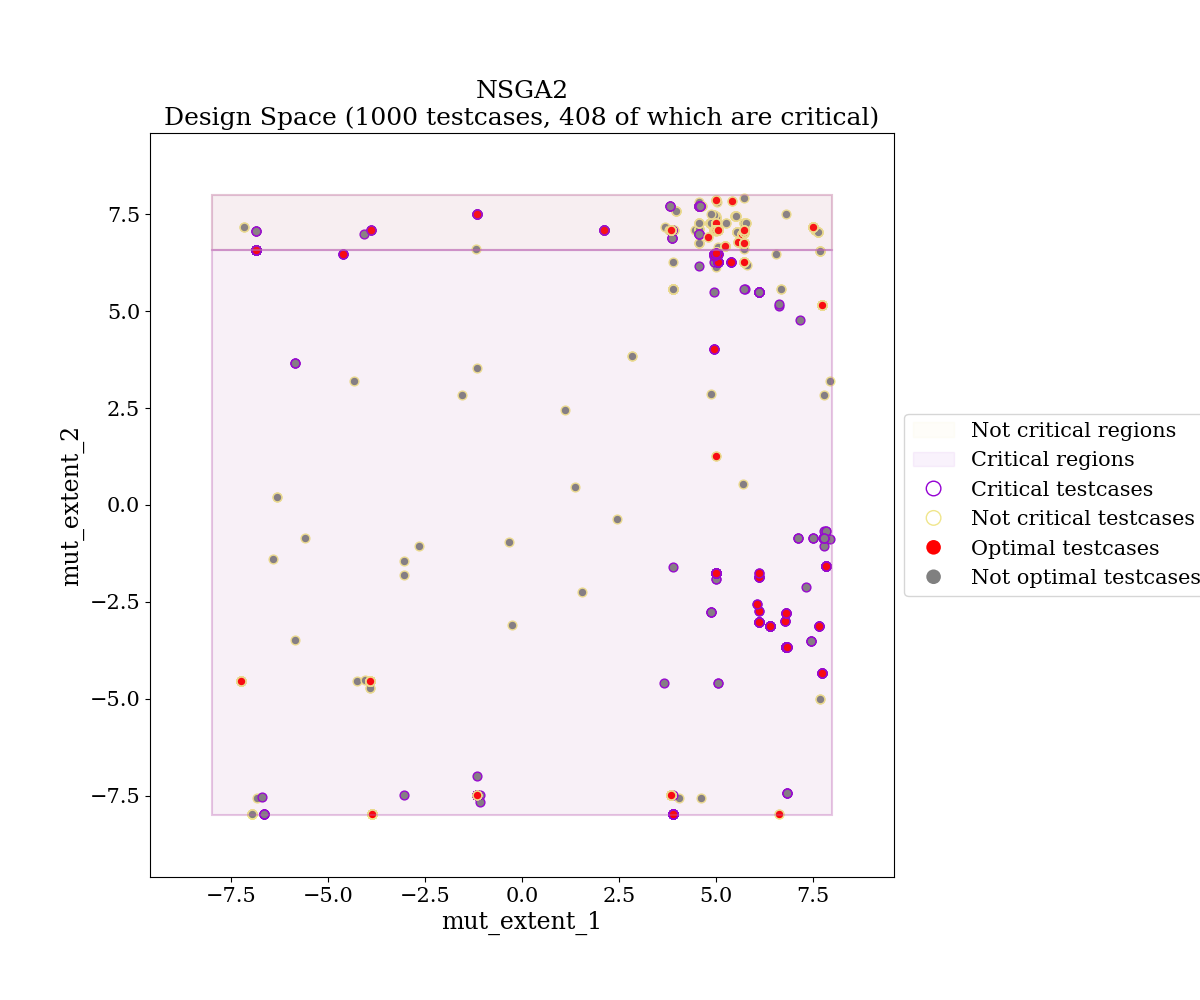 NSGA2
Design Space (1000 testcases, 408 of which are critical)
7.5
5.0
2.5
0.0
−2.5
−5.0
−7.5
mut_extent_2
−7.5
−5.0
−2.5
0.0
2.5
5.0
7.5
mut_extent_1
Not critical regions
Critical regions
Critical testcases
Not critical testcases
Optimal testcases
Not optimal testcases